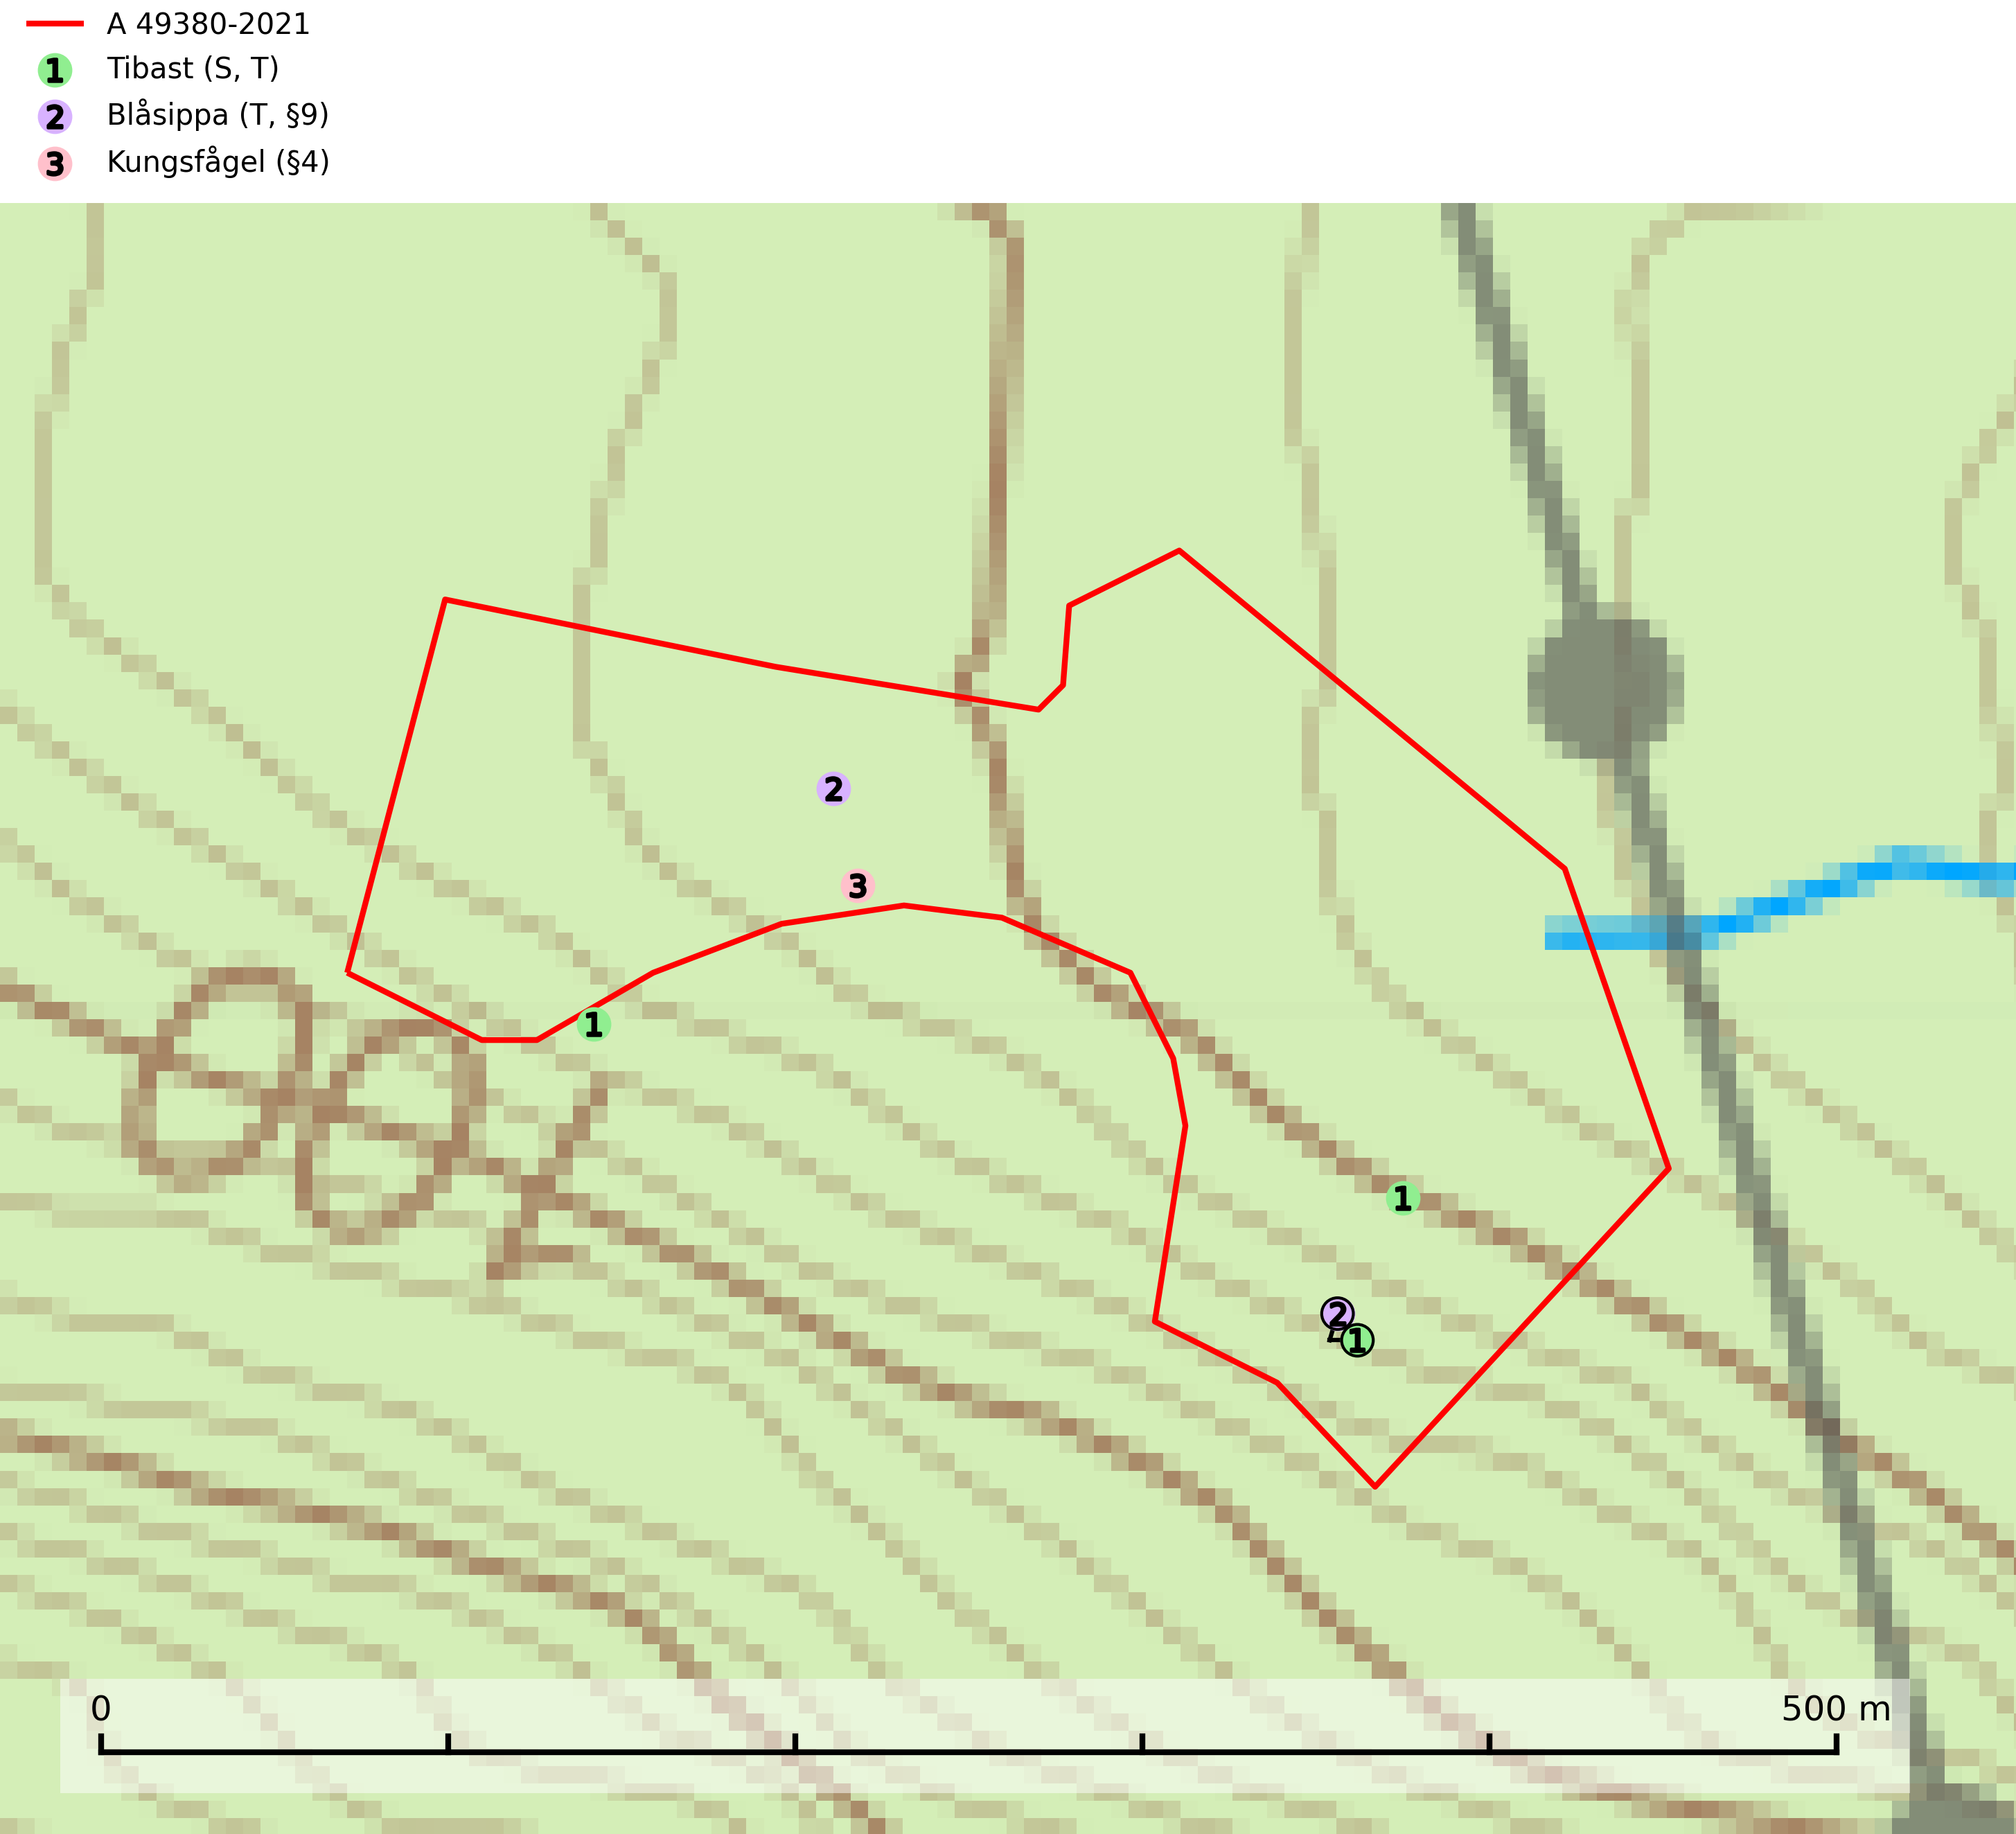 A 49380-2021
1 Tibast (S, T)
2 Blåsippa (T, §9)
3 Kungsfågel (§4)
2
3
1
1
2
1
0 500 m